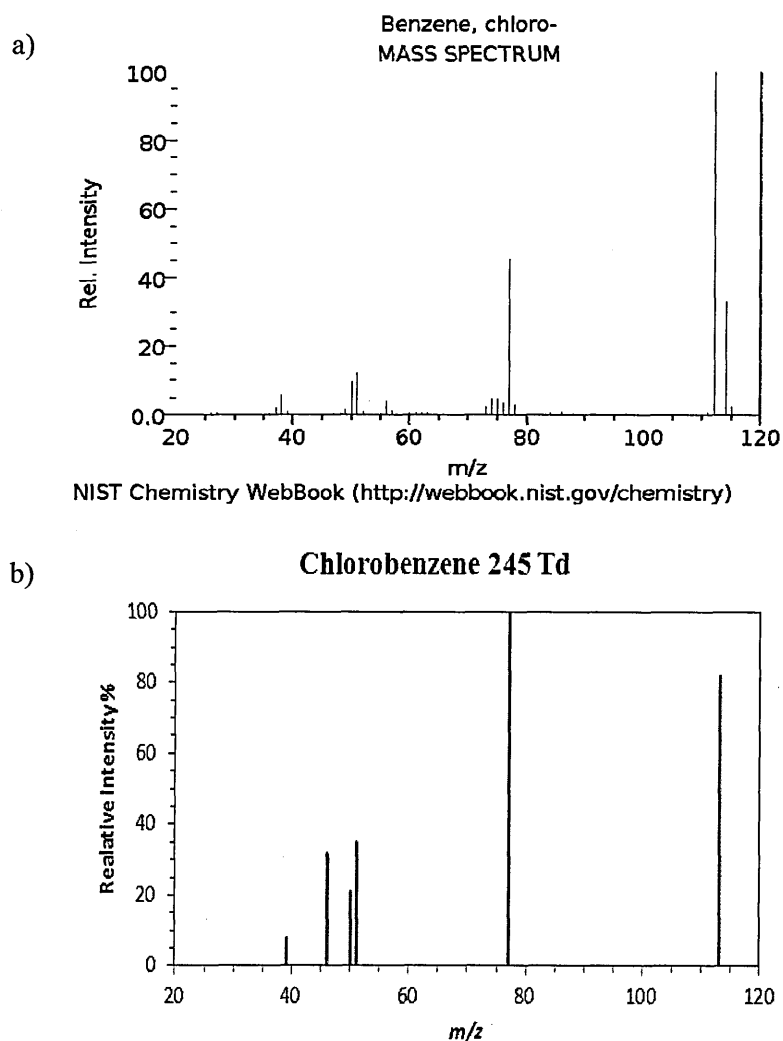 a)
Benzene, chloro-
MASS SPECTRUM
100
80
60
40
20
0.0
Rel. Intensity
20 40 60 80 100 120
m/z
NIST Chemistry WebBook (http://webbook.nist.gov/chemistry)
b)
Chlorobenzene 245 Td
100
80
60
40
20
0
Realative Intensity%
20 40 60 80 100 120
m/z